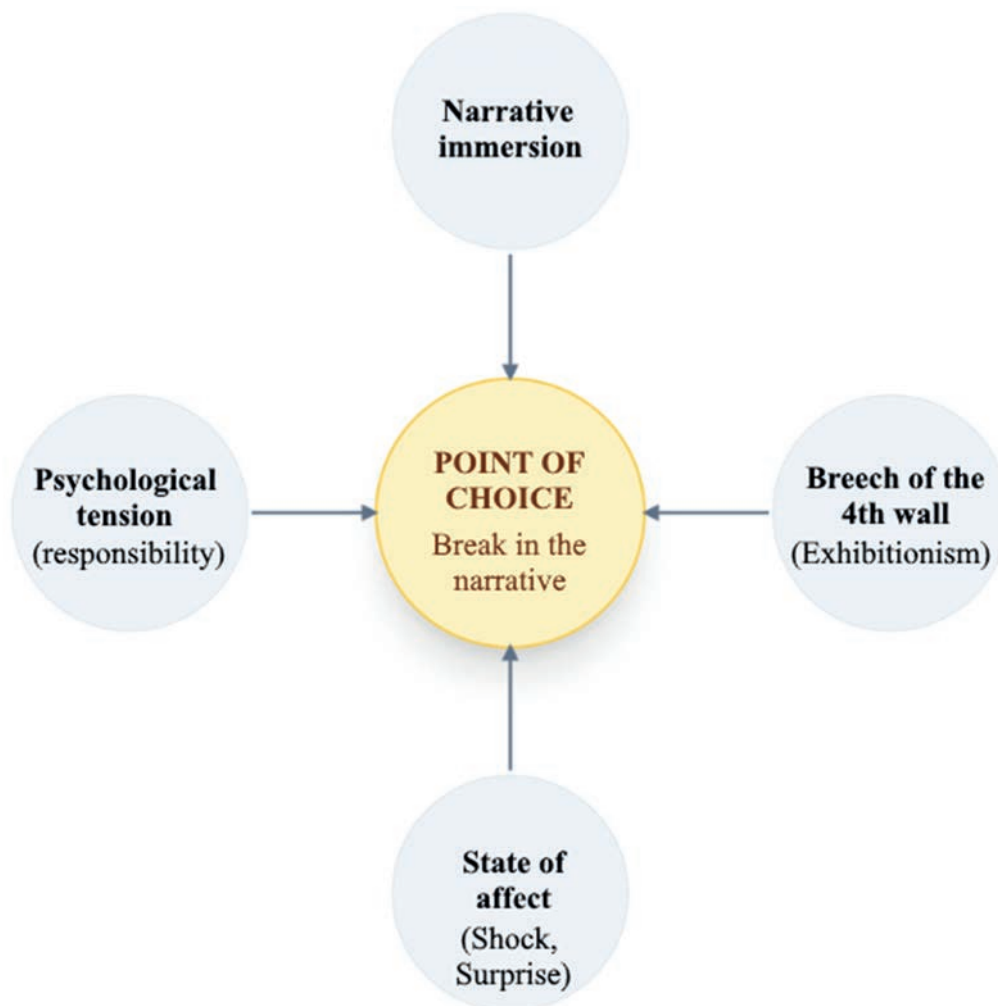 Narrative
immersion
Psychological
tension
(responsibility)
POINT OF
CHOICE
Break in the
narrative
Breech of the
4th wall
(Exhibitionism)
State of
affect
(Shock,
Surprise)